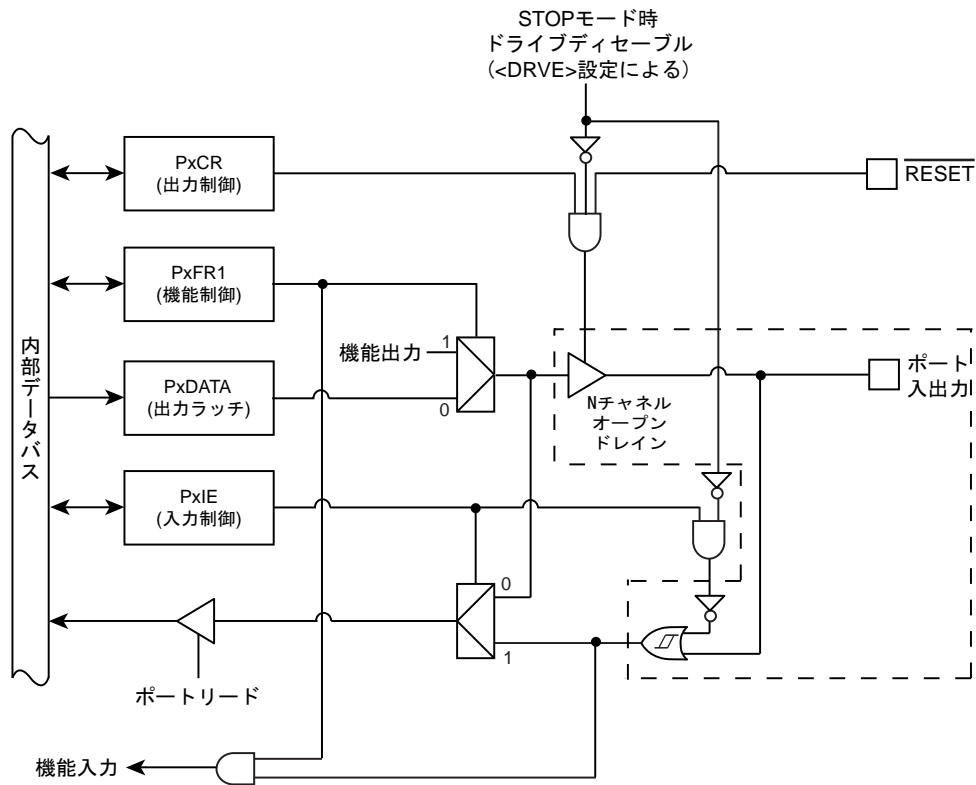 STOPモード時
ドライブディセーブル
(<DRVE>設定による)
PxCR
(出力制御)
RESET
PxFR1
(機能制御)
内部データバス
機能出力
1
0
PxDATA
(出力ラッチ)
Nチャネル
オープン
ドレイン
ポート
入出力
PxIE
(入力制御)
0
1
ポートリード
機能入力